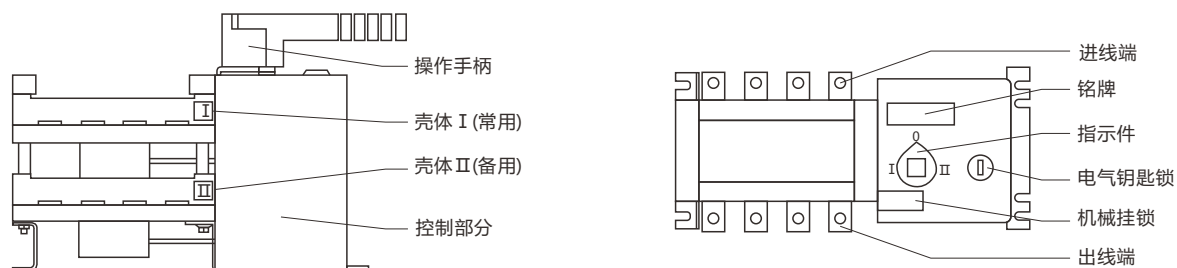 操作手柄
壳体Ⅰ(常用)
壳体Ⅱ(备用)
控制部分
Ⅰ
Ⅱ
进线端
铭牌
指示件
电气钥匙锁
机械挂锁
出线端
0
Ⅰ
Ⅱ